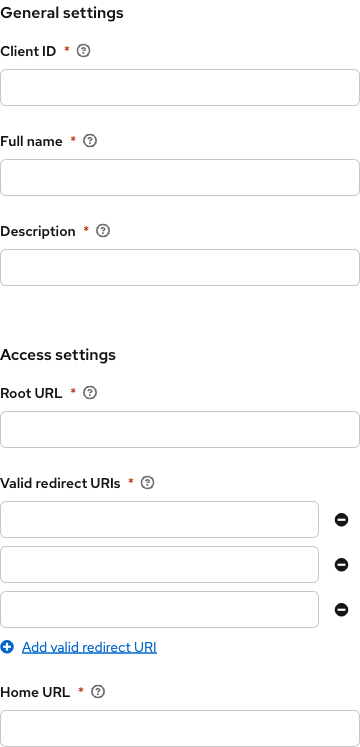 General settings
Client ID *
Full name *
Description *
Access settings
Root URL *
Valid redirect URIs *
Add valid redirect URI
Home URL *